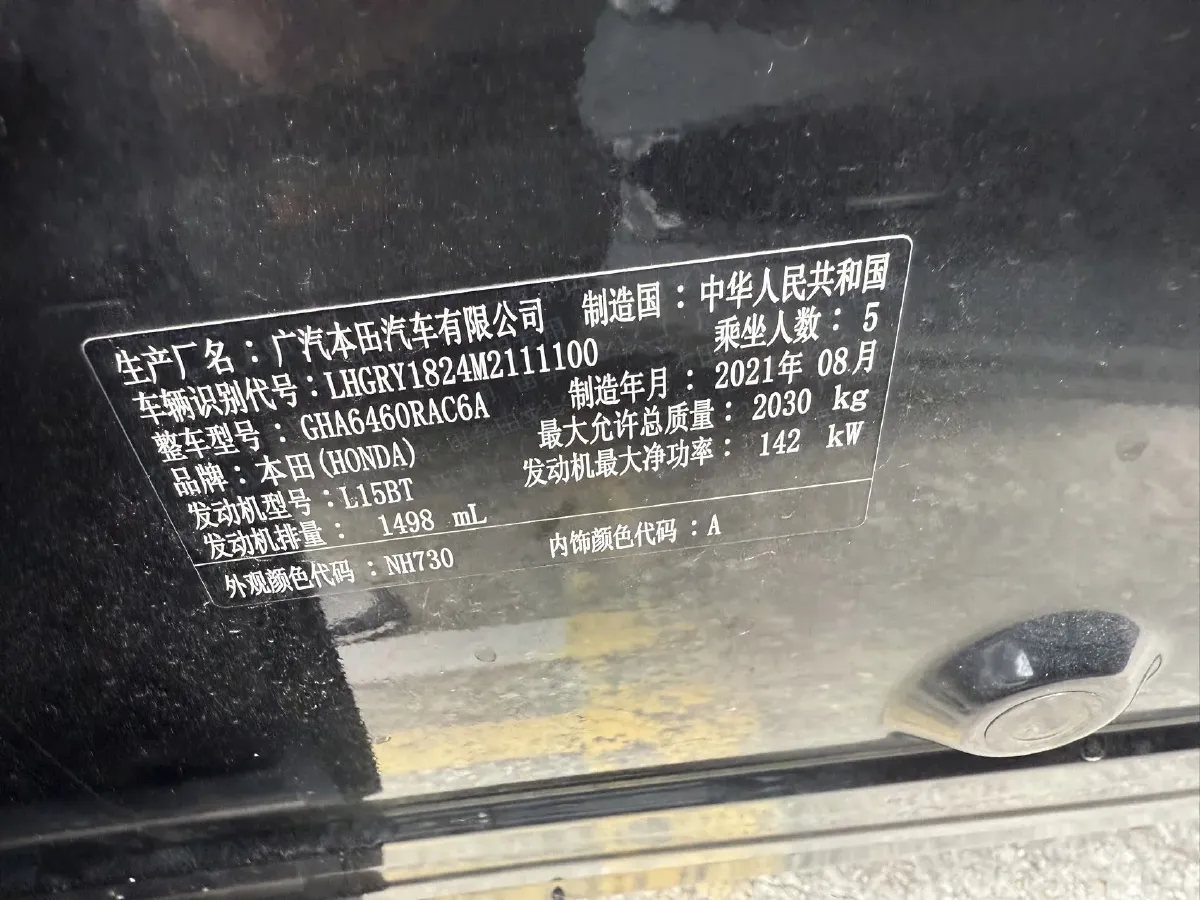 生产厂名：广汽本田汽车有限公司 制造国：中华人民共和国
车辆识别代号：LHGRY1824M2111100 乘坐人数：5
整车型号：GHA6460RAC6A 制造年月：2021年 08月
品牌：本田(HONDA) 最大允许总质量：2030 kg
发动机型号：L15BT 发动机最大净功率：142 kW
发动机排量：1498 mL
外观颜色代码：NH730 内饰颜色代码：A